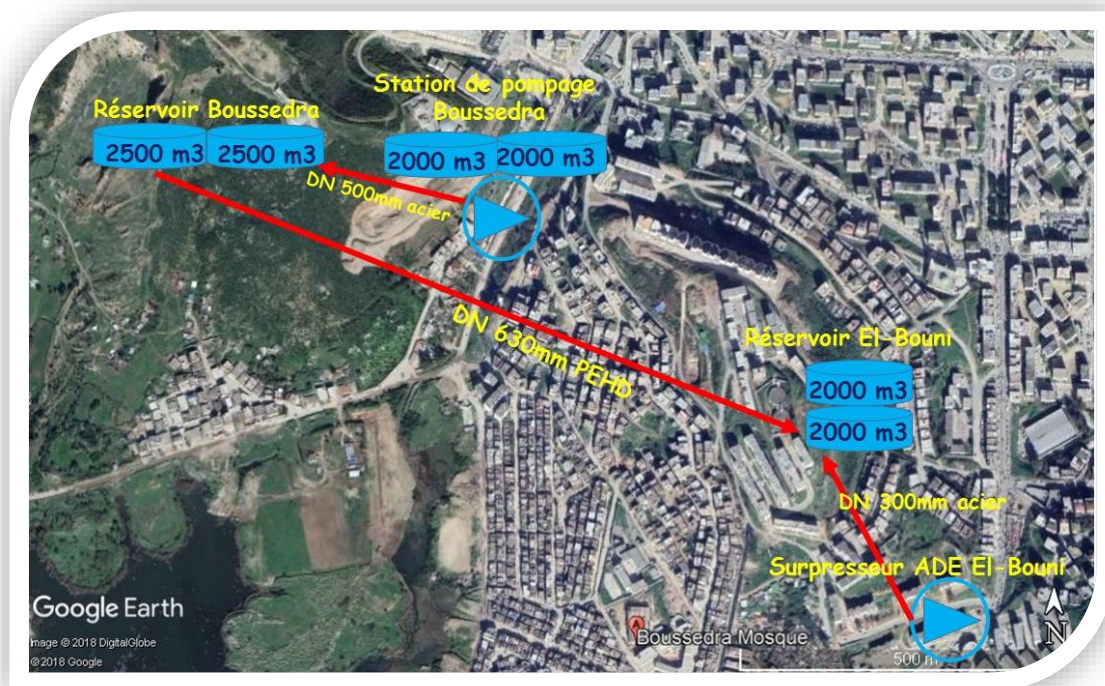 Station de pompage
Boussedra
Réservoir Boussedra
2500 m3
2500 m3
2000 m3
2000 m3
DN 500mm acier
DN 630mm PEHD
Réservoir El-Bouni
2000 m3
2000 m3
DN 300mm acier
Surpresseur ADE El-Bouni
Google Earth
Image © 2018 DigitalGlobe
© 2018 Google
A
Boussedra Mosque
500 m
N